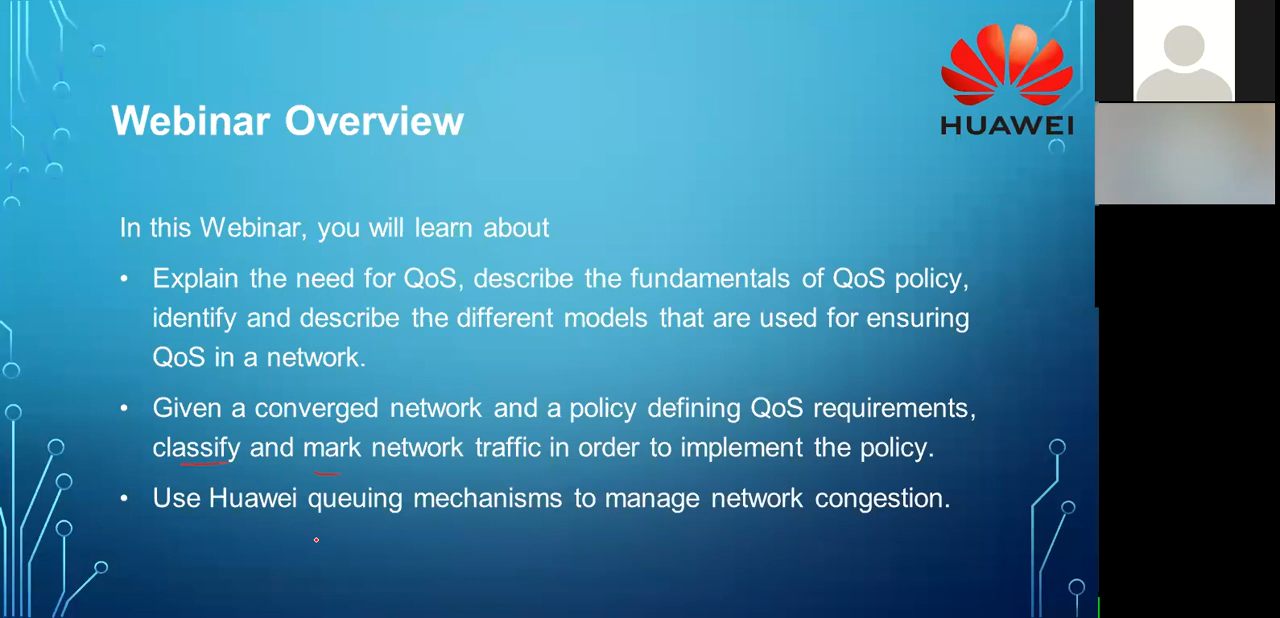 HUAWEI
Webinar Overview
In this Webinar, you will learn about
• Explain the need for QoS, describe the fundamentals of QoS policy,
identify and describe the different models that are used for ensuring
QoS in a network.
• Given a converged network and a policy defining QoS requirements,
classify and mark network traffic in order to implement the policy.
• Use Huawei queuing mechanisms to manage network congestion.